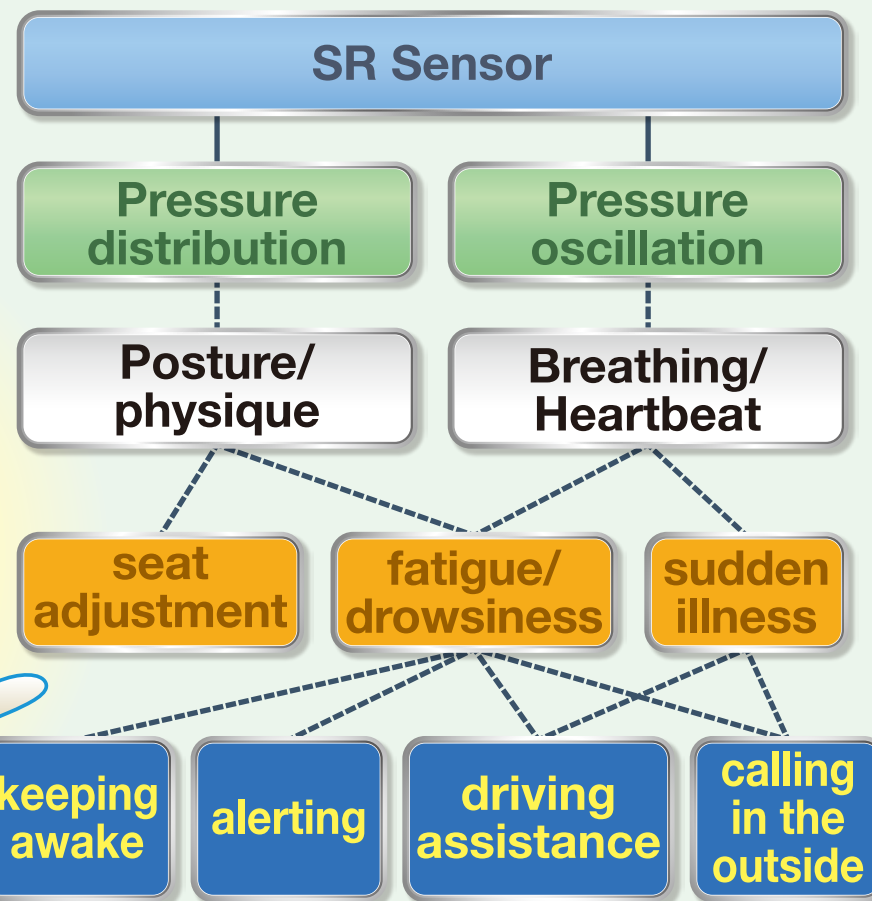 SR Sensor
Pressure
distribution
Pressure
oscillation
Posture/
physique
Breathing/
Heartbeat
seat
adjustment
fatigue/
drowsiness
sudden
illness
keeping
awake
alerting
driving
assistance
calling
in the
outside